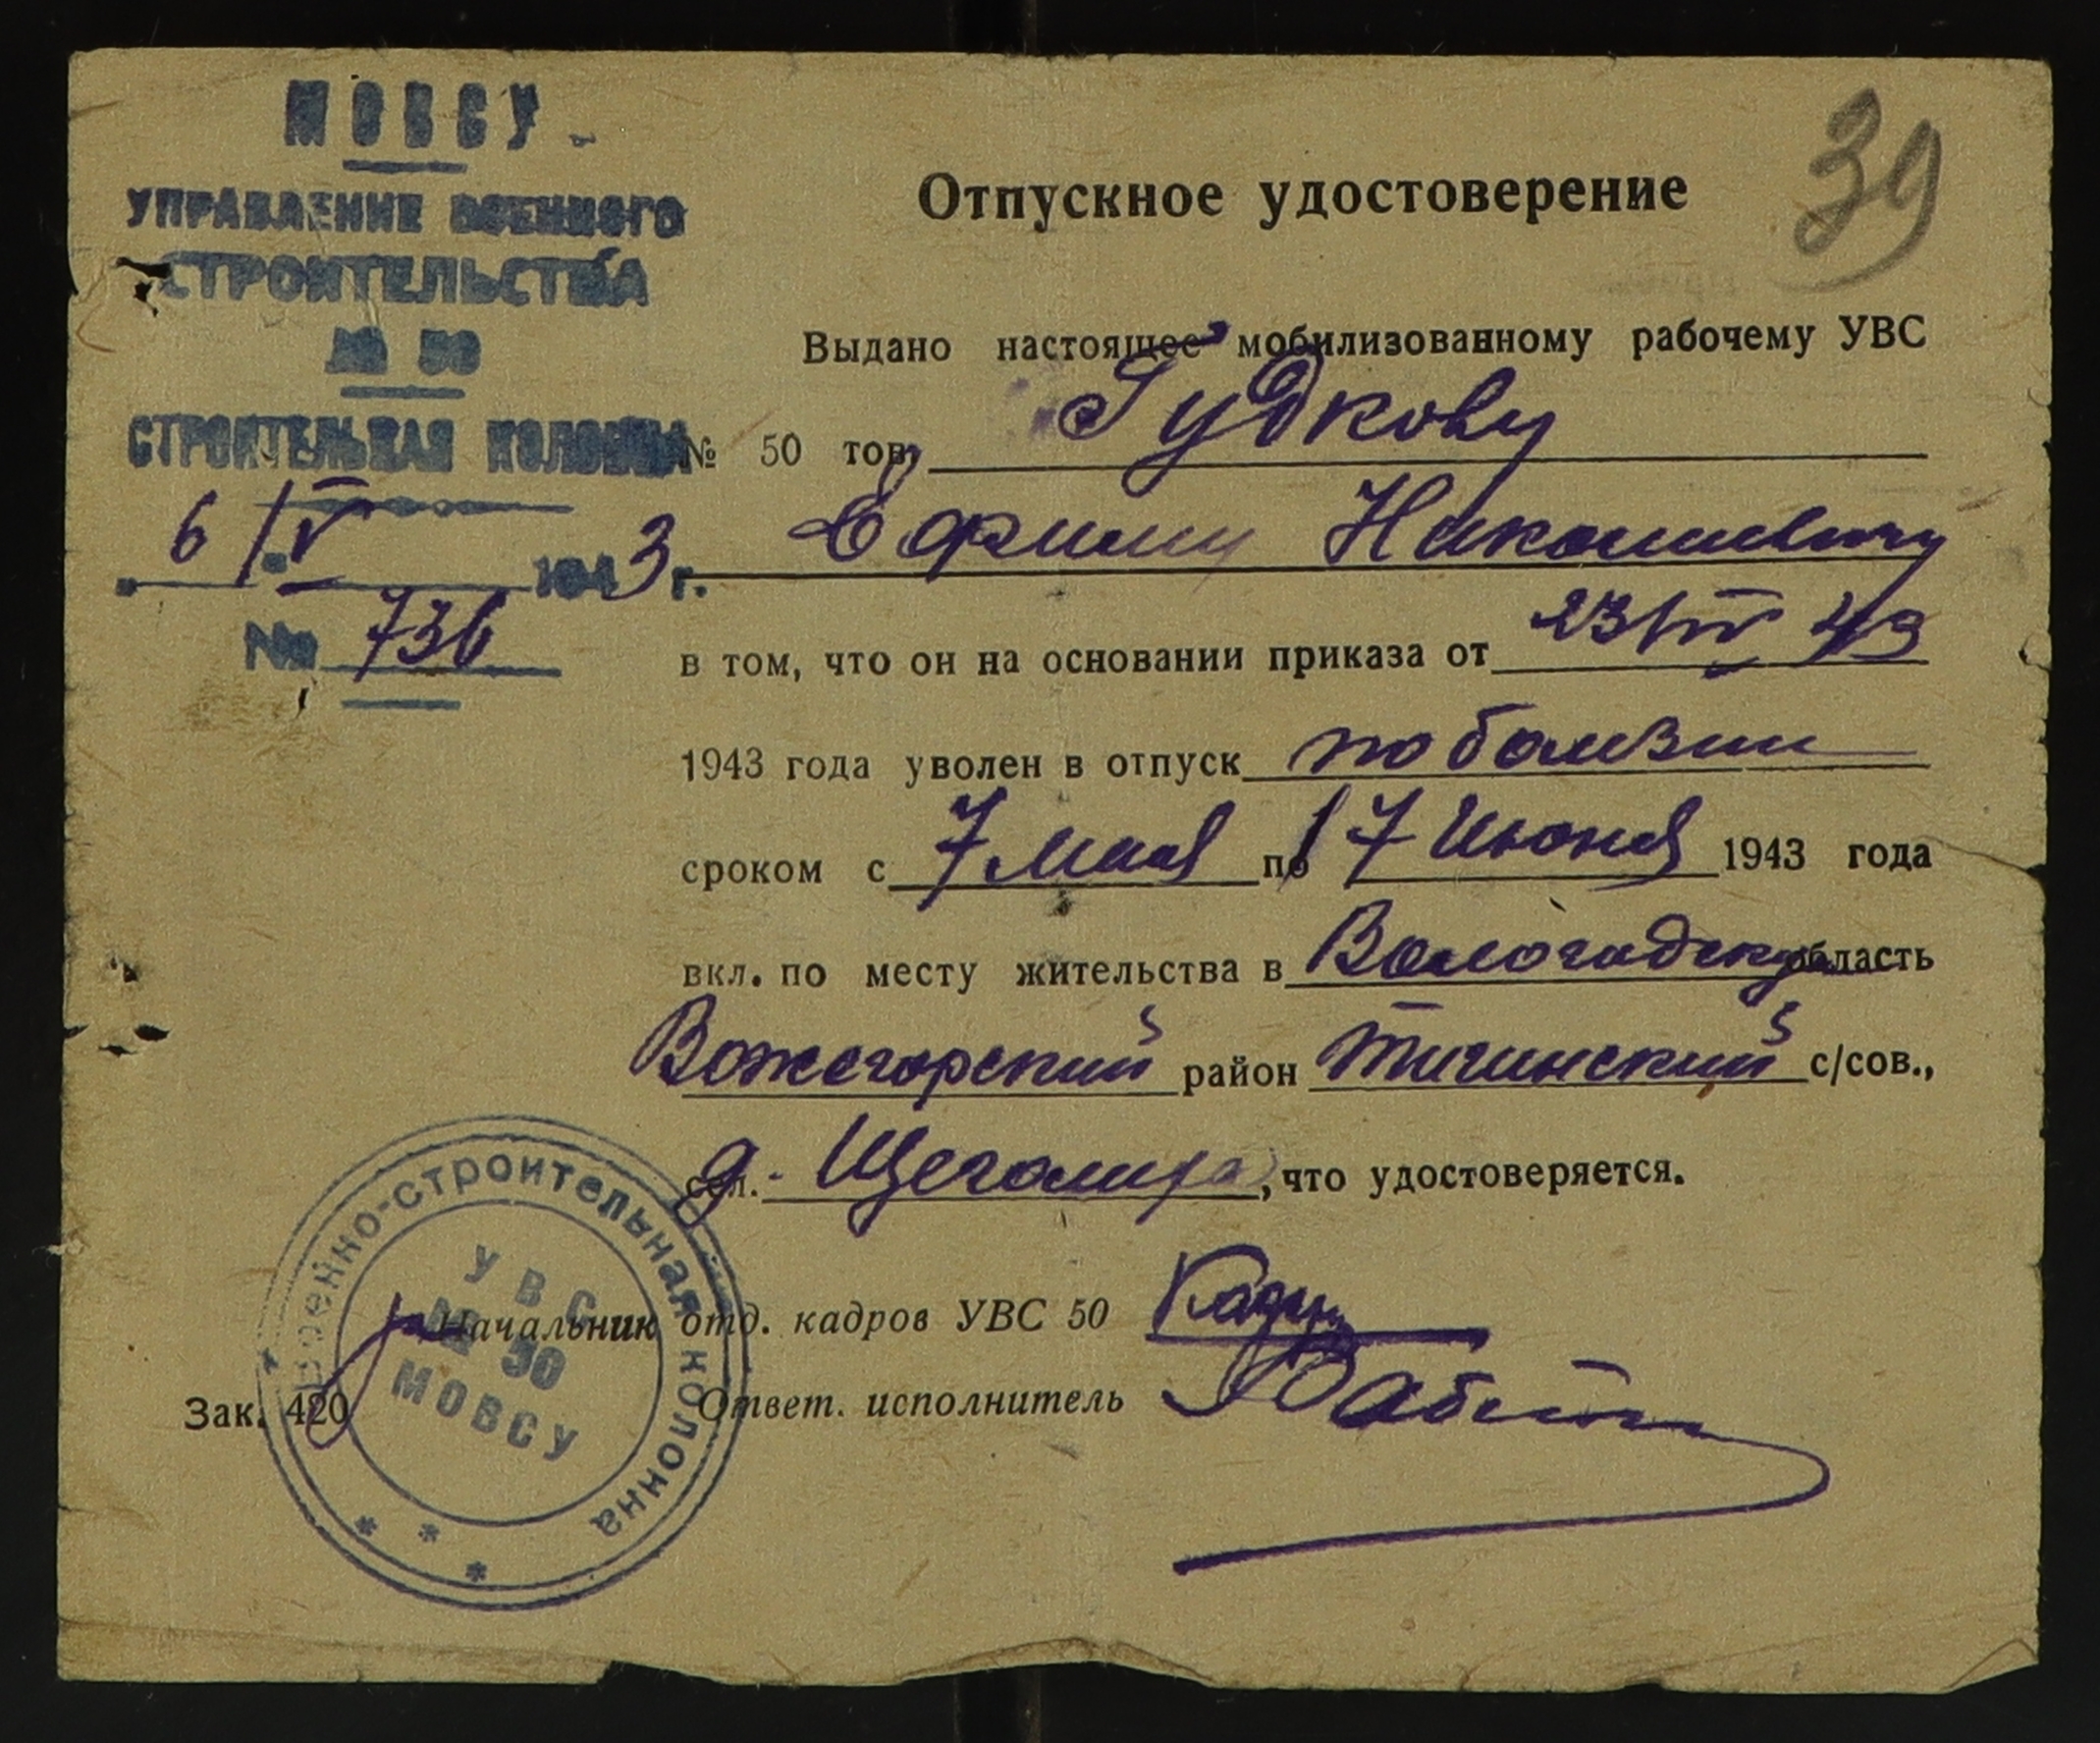 МОВСУ
УПРАВЛЕНИЕ ВОЕННОГО
СТРОИТЕЛЬСТВА
№ 50
СТРОИТЕЛЬНАЯ КОЛОННА
6/V 1943 г.
№ 736
39
Отпускное удостоверение
Выдано настоящее мобилизованному рабочему УВС
№ 50 тов. Гудкову
Ефиму Никоновичу
в том, что он на основании приказа от 23/IV 43
1943 года уволен в отпуск по болезни
сроком с 7 Мая по 17 Июня 1943 года
вкл. по месту жительства в Вологодскую область
Вожегорский район Тигинский с/сов.,
сел. д. Щеголиха, что удостоверяется.
Начальник отд. кадров УВС 50
Зак. 420 Ответ. исполнитель
Военно-строительная колонна
УВС
№ 50
МОВСУ